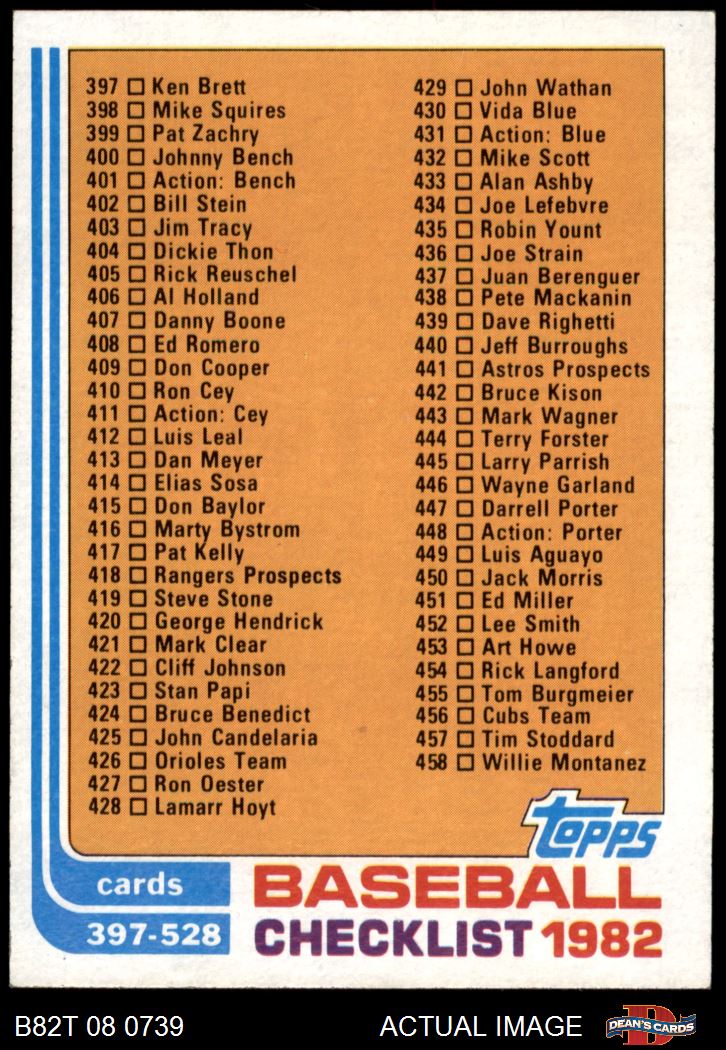 397 Ken Brett
398 Mike Squires
399 Pat Zachry
400 Johnny Bench
401 Action: Bench
402 Bill Stein
403 Jim Tracy
404 Dickie Thon
405 Rick Reuschel
406 Al Holland
407 Danny Boone
408 Ed Romero
409 Don Cooper
410 Ron Cey
411 Action: Cey
412 Luis Leal
413 Dan Meyer
414 Elias Sosa
415 Don Baylor
416 Marty Bystrom
417 Pat Kelly
418 Rangers Prospects
419 Steve Stone
420 George Hendrick
421 Mark Clear
422 Cliff Johnson
423 Stan Papi
424 Bruce Benedict
425 John Candelaria
426 Orioles Team
427 Ron Oester
428 Lamarr Hoyt
429 John Wathan
430 Vida Blue
431 Action: Blue
432 Mike Scott
433 Alan Ashby
434 Joe Lefebvre
435 Robin Yount
436 Joe Strain
437 Juan Berenguer
438 Pete Mackanin
439 Dave Righetti
440 Jeff Burroughs
441 Astros Prospects
442 Bruce Kison
443 Mark Wagner
444 Terry Forster
445 Larry Parrish
446 Wayne Garland
447 Darrell Porter
448 Action: Porter
449 Luis Aguayo
450 Jack Morris
451 Ed Miller
452 Lee Smith
453 Art Howe
454 Rick Langford
455 Tom Burgmeier
456 Cubs Team
457 Tim Stoddard
458 Willie Montanez
topps
cards
397-528
BASEBALL
CHECKLIST 1982
B82T 08 0739
ACTUAL IMAGE
D
DEAN'S CARDS